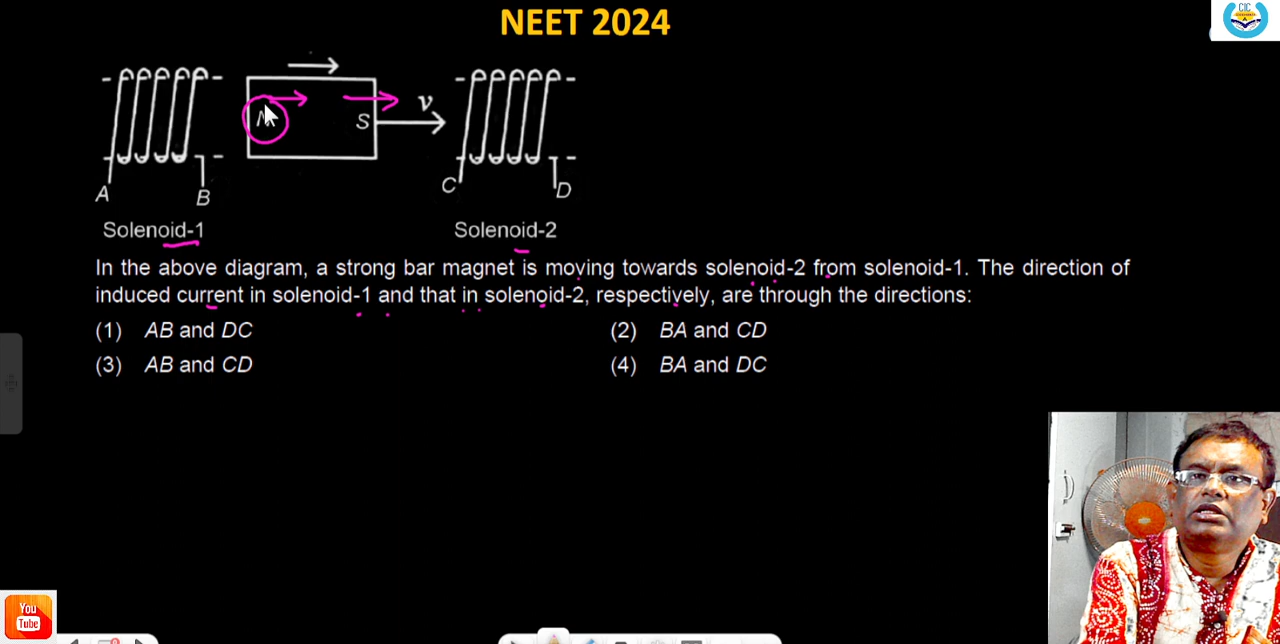 NEET 2024
CIC
v
S
A
B
C
D
Solenoid-1
Solenoid-2
In the above diagram, a strong bar magnet is moving towards solenoid-2 from solenoid-1. The direction of
induced current in solenoid-1 and that in solenoid-2, respectively, are through the directions:
(1) AB and DC
(2) BA and CD
(3) AB and CD
(4) BA and DC
You
Tube